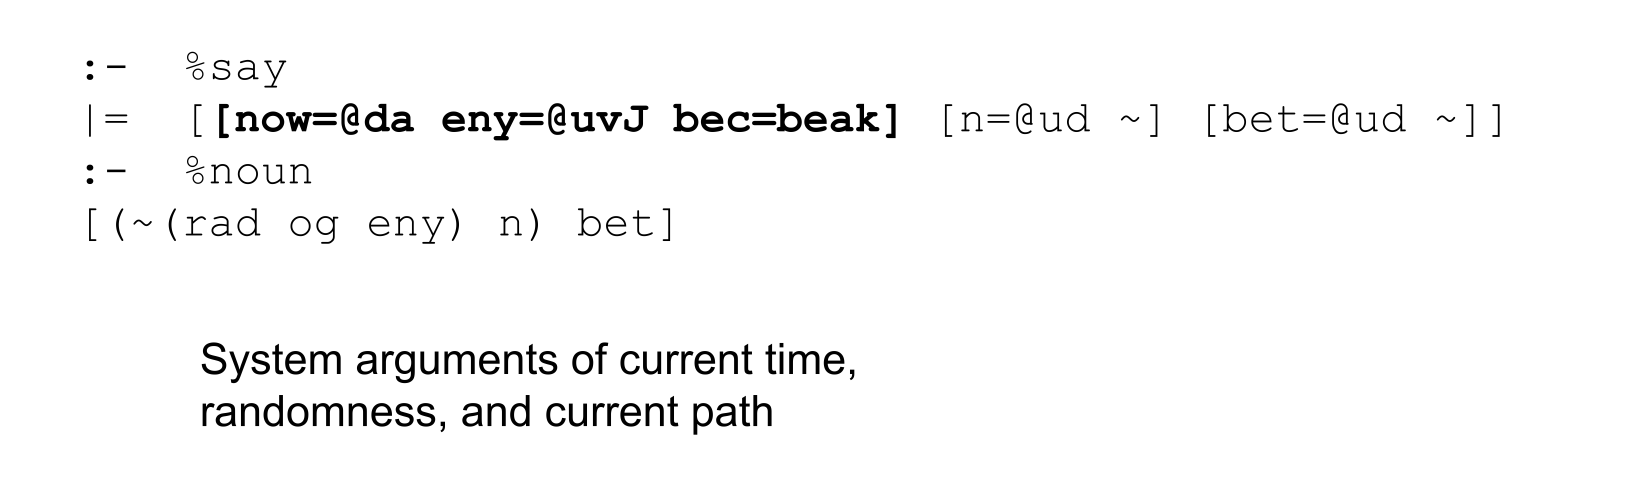 :-  %say
|=  [[now=@da eny=@uvJ bec=beak] [n=@ud ~] [bet=@ud ~]]
:-  %noun
[(~(rad og eny) n) bet]
System arguments of current time,
randomness, and current path